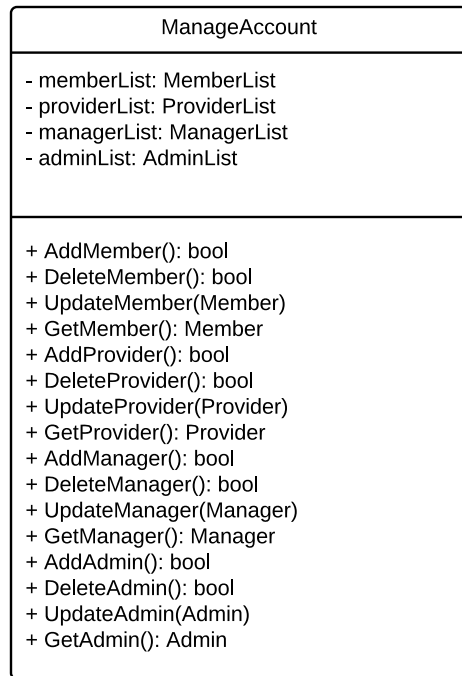 ManageAccount
- memberList: MemberList
- providerList: ProviderList
- managerList: ManagerList
- adminList: AdminList
+ AddMember(): bool
+ DeleteMember(): bool
+ UpdateMember(Member)
+ GetMember(): Member
+ AddProvider(): bool
+ DeleteProvider(): bool
+ UpdateProvider(Provider)
+ GetProvider(): Provider
+ AddManager(): bool
+ DeleteManager(): bool
+ UpdateManager(Manager)
+ GetManager(): Manager
+ AddAdmin(): bool
+ DeleteAdmin(): bool
+ UpdateAdmin(Admin)
+ GetAdmin(): Admin